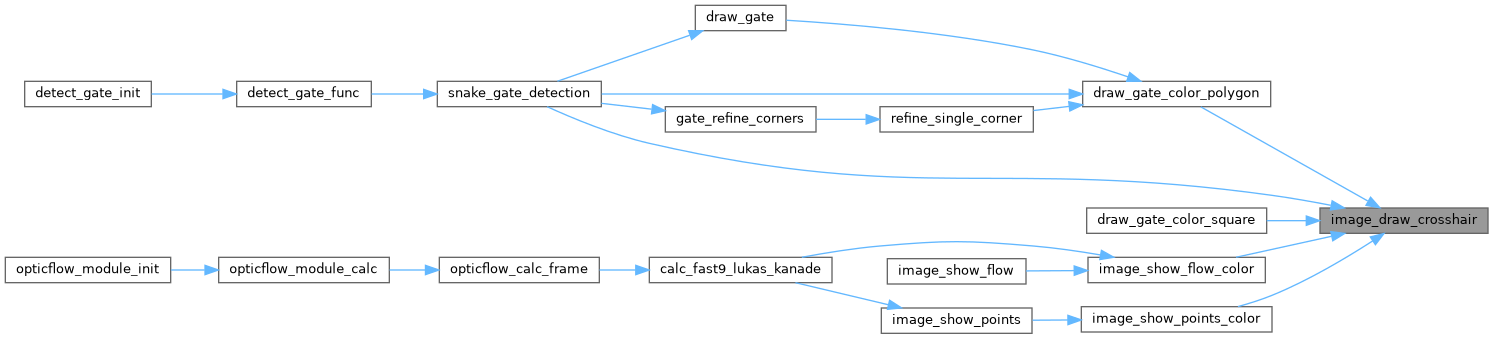 draw_gate
detect_gate_init
detect_gate_func
snake_gate_detection
draw_gate_color_polygon
gate_refine_corners
refine_single_corner
draw_gate_color_square
image_draw_crosshair
opticflow_module_init
opticflow_module_calc
opticflow_calc_frame
calc_fast9_lukas_kanade
image_show_flow
image_show_flow_color
image_show_points
image_show_points_color